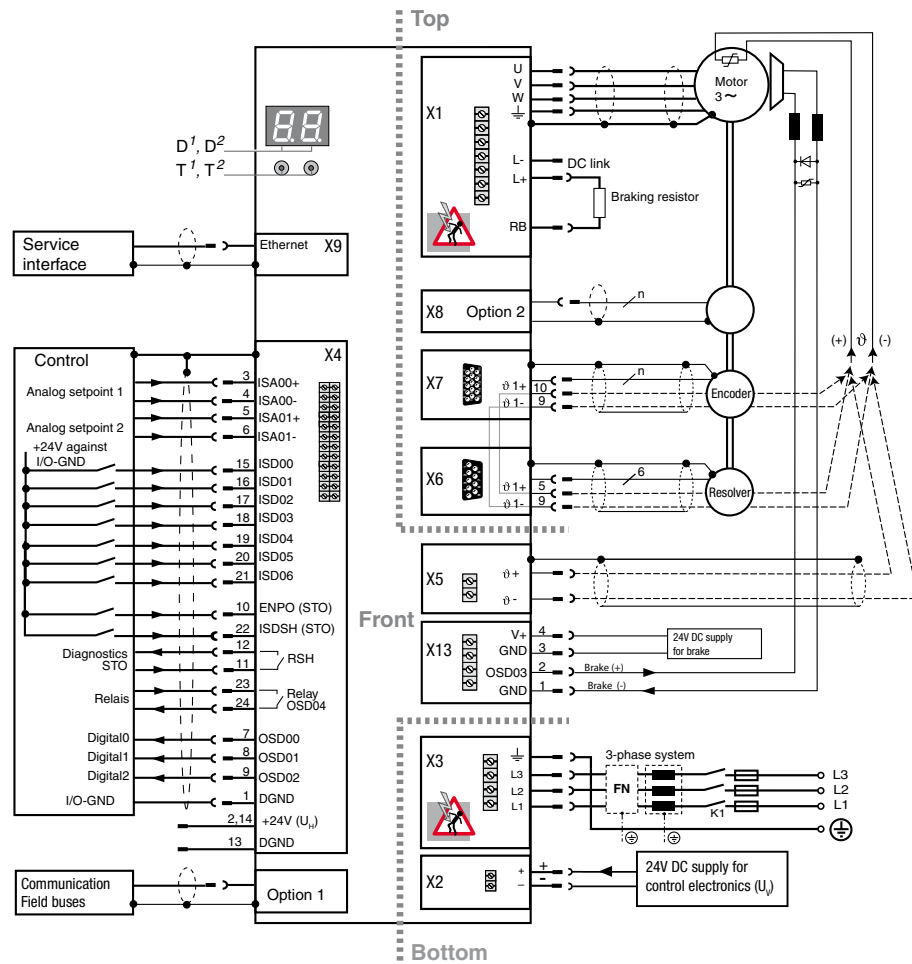 Top
88
D1, D2
T1, T2
Service
interface
Ethernet
X9
X1
U
V
W
L-
DC link
L+
Braking resistor
RB
Motor
3 ~
X8
Option 2
n
(+) ϑ (-)
X7
ϑ 1+
10
ϑ 1-
9
n
Encoder
X6
ϑ 1+
5
ϑ 1-
9
6
Resolver
Control
X4
Analog setpoint 1
3
ISA00+
4
ISA00-
5
ISA01+
Analog setpoint 2
6
ISA01-
+24V against
I/O-GND
15
ISD00
16
ISD01
17
ISD02
18
ISD03
19
ISD04
20
ISD05
21
ISD06
10
ENPO (STO)
22
ISDSH (STO)
Diagnostics
STO
12
11
RSH
Relais
23
24
Relay
OSD04
Digital0
7
OSD00
Digital1
8
OSD01
Digital2
9
OSD02
I/O-GND
1
DGND
2,14
+24V (UH)
13
DGND
Communication
Field buses
Option 1
Front
X5
ϑ+
ϑ -
X13
V+
4
GND
3
24V DC supply
for brake
OSD03
2
Brake (+)
GND
1
Brake (-)
X3
L3
L2
L1
3-phase system
FN
K1
L3
L2
L1
X2
+
-
+
-
24V DC supply for
control electronics (UV)
Bottom